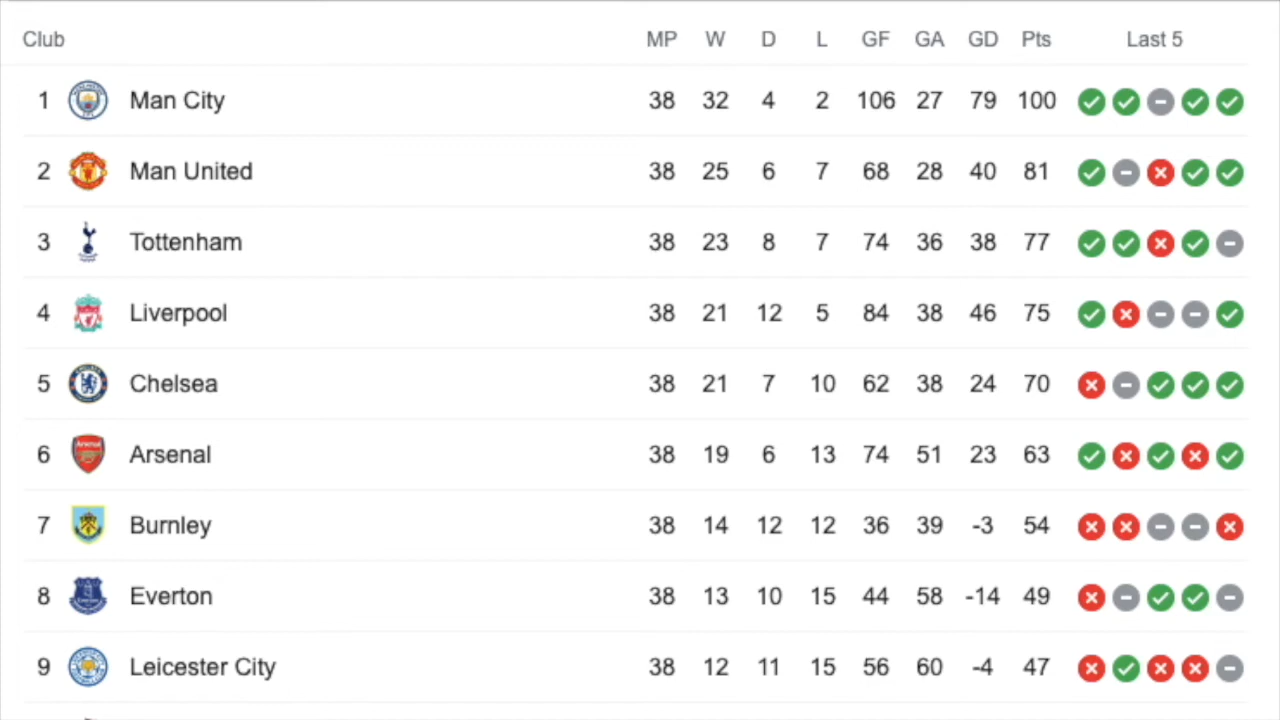 Club MP W D L GF GA GD Pts Last 5
1 Man City 38 32 4 2 106 27 79 100
2 Man United 38 25 6 7 68 28 40 81
3 Tottenham 38 23 8 7 74 36 38 77
4 Liverpool 38 21 12 5 84 38 46 75
5 Chelsea 38 21 7 10 62 38 24 70
6 Arsenal 38 19 6 13 74 51 23 63
7 Burnley 38 14 12 12 36 39 -3 54
8 Everton 38 13 10 15 44 58 -14 49
9 Leicester City 38 12 11 15 56 60 -4 47